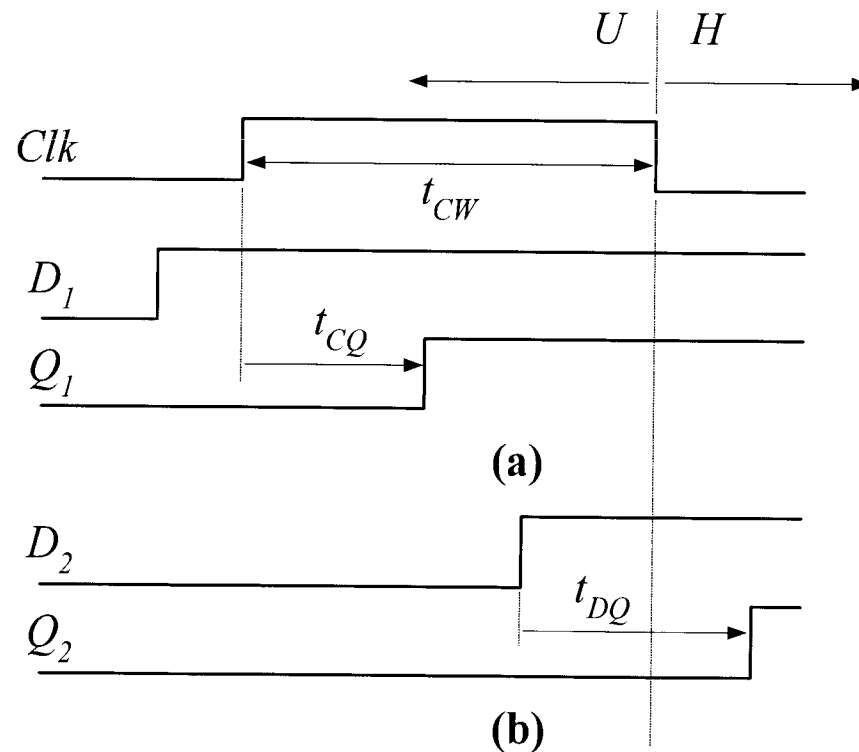 U H
Clk
t_CW
D_1
t_CQ
Q_1
(a)
D_2
t_DQ
Q_2
(b)